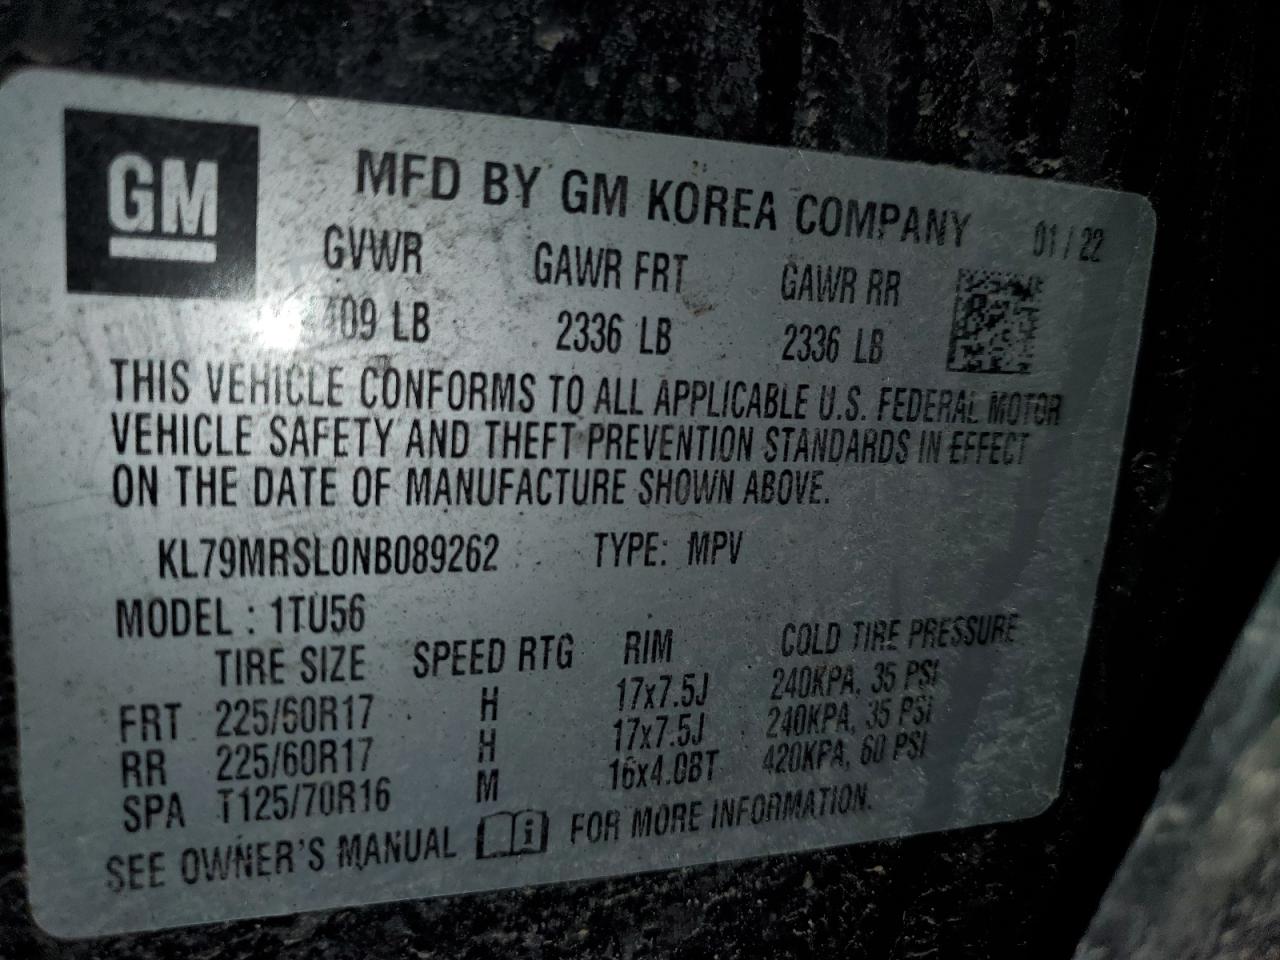 GM
MFD BY GM KOREA COMPANY 01/22
GVWR GAWR FRT GAWR RR
LB 2336 LB 2336 LB
THIS VEHICLE CONFORMS TO ALL APPLICABLE U.S. FEDERAL MOTOR
VEHICLE SAFETY AND THEFT PREVENTION STANDARDS IN EFFECT
ON THE DATE OF MANUFACTURE SHOWN ABOVE.
KL79MRSL0NB089262 TYPE: MPV
MODEL : 1TU56
TIRE SIZE SPEED RTG RIM COLD TIRE PRESSURE
FRT 225/60R17 H 17x7.5J 240KPA, 35 PSI
RR 225/60R17 H 17x7.5J 240KPA, 35 PSI
SPA T125/70R16 M 16x4.0BT 420KPA, 60 PSI
SEE OWNER'S MANUAL i FOR MORE INFORMATION.